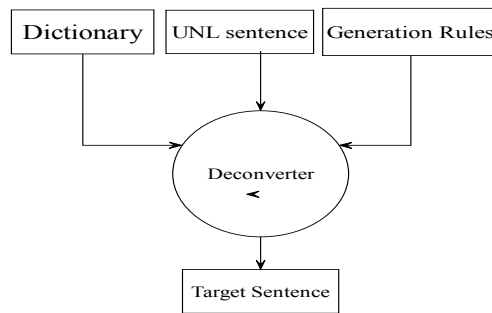 Dictionary
UNL sentence
Generation Rules
Deconverter
Target Sentence